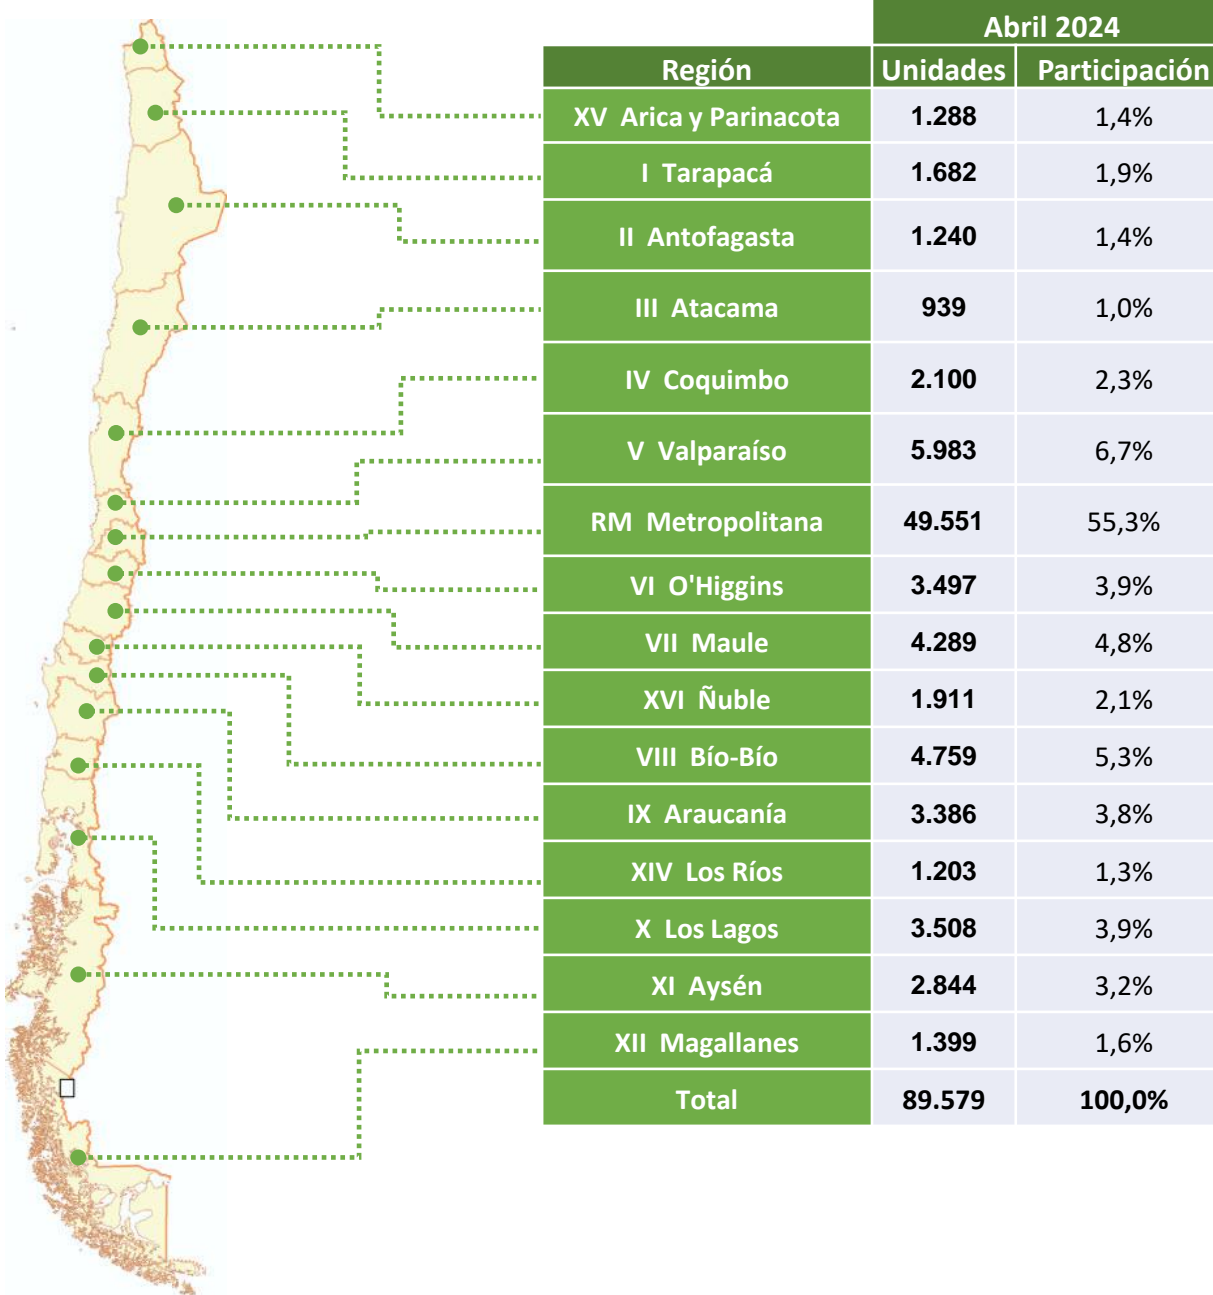 Abril 2024
Región Unidades Participación
XV Arica y Parinacota 1.288 1,4%
I Tarapacá 1.682 1,9%
II Antofagasta 1.240 1,4%
III Atacama 939 1,0%
IV Coquimbo 2.100 2,3%
V Valparaíso 5.983 6,7%
RM Metropolitana 49.551 55,3%
VI O'Higgins 3.497 3,9%
VII Maule 4.289 4,8%
XVI Ñuble 1.911 2,1%
VIII Bío-Bío 4.759 5,3%
IX Araucanía 3.386 3,8%
XIV Los Ríos 1.203 1,3%
X Los Lagos 3.508 3,9%
XI Aysén 2.844 3,2%
XII Magallanes 1.399 1,6%
Total 89.579 100,0%